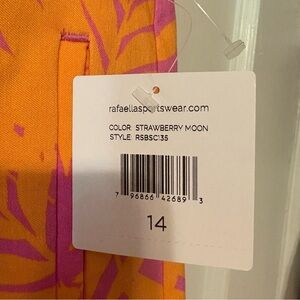 rafaellasportswear.com
COLOR: STRAWBERRY MOON
STYLE: RSBSC135
7 96866 42689 3
14